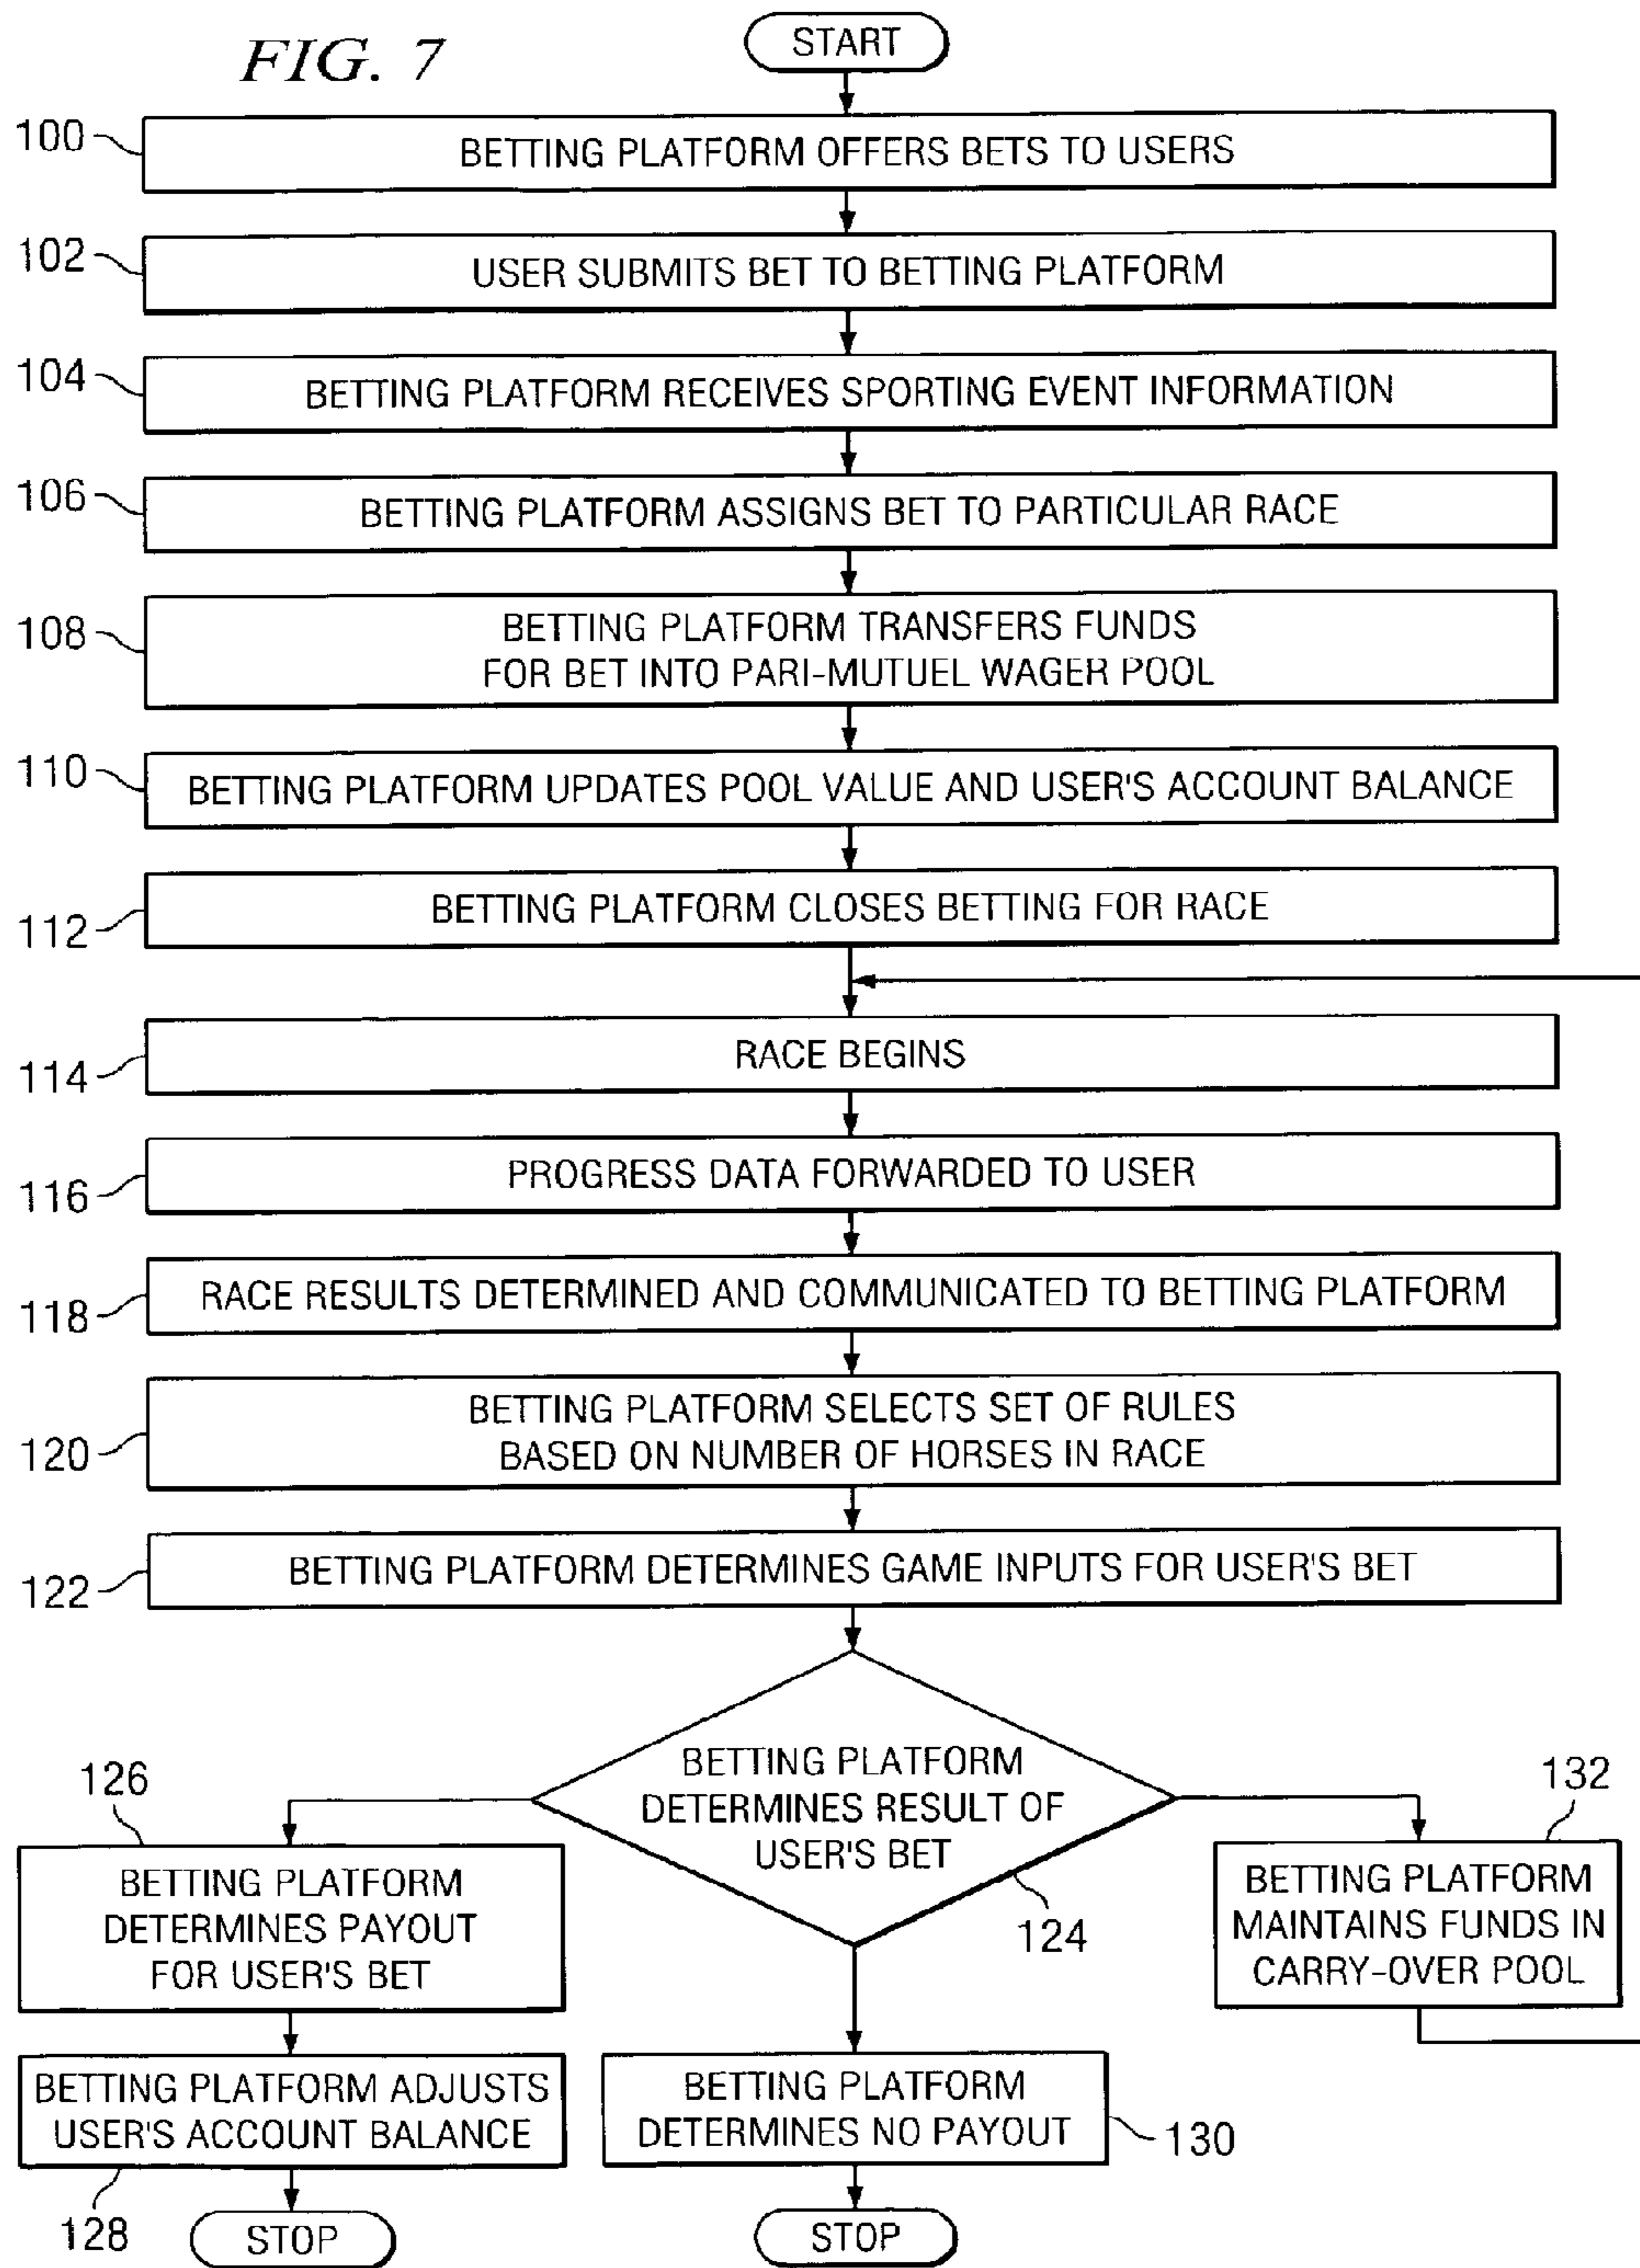 FIG. 7
START
100
BETTING PLATFORM OFFERS BETS TO USERS
102
USER SUBMITS BET TO BETTING PLATFORM
104
BETTING PLATFORM RECEIVES SPORTING EVENT INFORMATION
106
BETTING PLATFORM ASSIGNS BET TO PARTICULAR RACE
108
BETTING PLATFORM TRANSFERS FUNDS
FOR BET INTO PARI-MUTUEL WAGER POOL
110
BETTING PLATFORM UPDATES POOL VALUE AND USER'S ACCOUNT BALANCE
112
BETTING PLATFORM CLOSES BETTING FOR RACE
114
RACE BEGINS
116
PROGRESS DATA FORWARDED TO USER
118
RACE RESULTS DETERMINED AND COMMUNICATED TO BETTING PLATFORM
120
BETTING PLATFORM SELECTS SET OF RULES
BASED ON NUMBER OF HORSES IN RACE
122
BETTING PLATFORM DETERMINES GAME INPUTS FOR USER'S BET
BETTING PLATFORM
DETERMINES RESULT OF
USER'S BET
124
126
BETTING PLATFORM
DETERMINES PAYOUT
FOR USER'S BET
132
BETTING PLATFORM
MAINTAINS FUNDS IN
CARRY-OVER POOL
BETTING PLATFORM ADJUSTS
USER'S ACCOUNT BALANCE
128
STOP
BETTING PLATFORM
DETERMINES NO PAYOUT
130
STOP